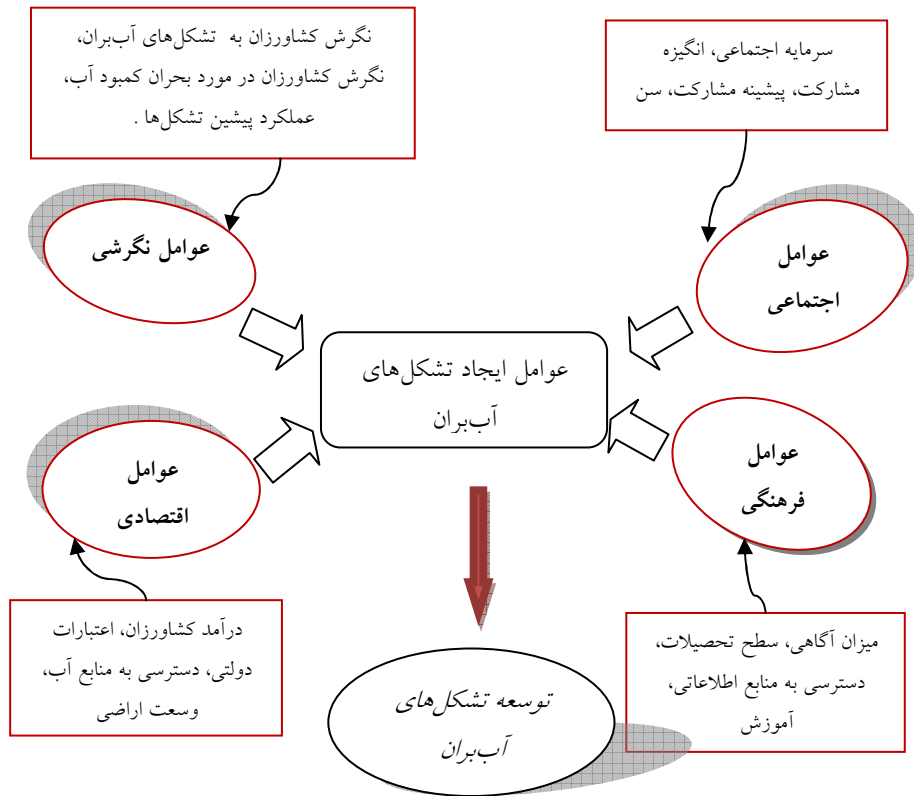 سرمایه اجتماعی، انگیزه
مشارکت، پیشینه مشارکت، سن
نگرش کشاورزان به تشکل‌های آب‌بران،
نگرش کشاورزان در مورد بحران کمبود آب،
عملکرد پیشین تشکل‌ها .
عوامل
اجتماعی
عوامل نگرشی
عوامل ایجاد تشکل‌های
آب‌بران
عوامل
فرهنگی
عوامل
اقتصادی
میزان آگاهی، سطح تحصیلات،
دسترسی به منابع اطلاعاتی،
آموزش
درآمد کشاورزان، اعتبارات
دولتی، دسترسی به منابع آب،
وسعت اراضی
توسعه تشکل‌های
آب‌بران